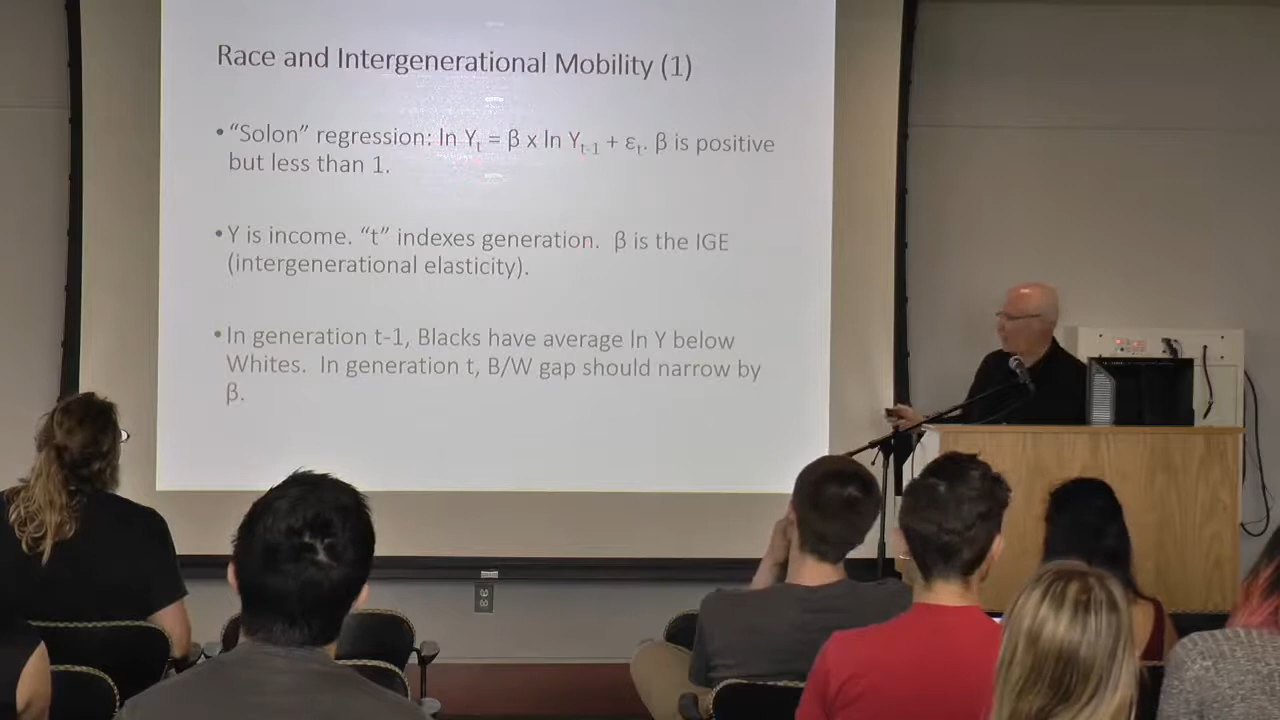 Race and Intergenerational Mobility (1)
•“Solon” regression: ln Yt = β x ln Yt-1 + εt. β is positive
but less than 1.
•Y is income. “t” indexes generation.  β is the IGE
(intergenerational elasticity).
•In generation t-1, Blacks have average ln Y below
Whites.  In generation t, B/W gap should narrow by
β.